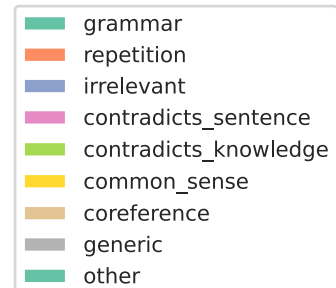 grammar
repetition
irrelevant
contradicts_sentence
contradicts_knowledge
common_sense
coreference
generic
other